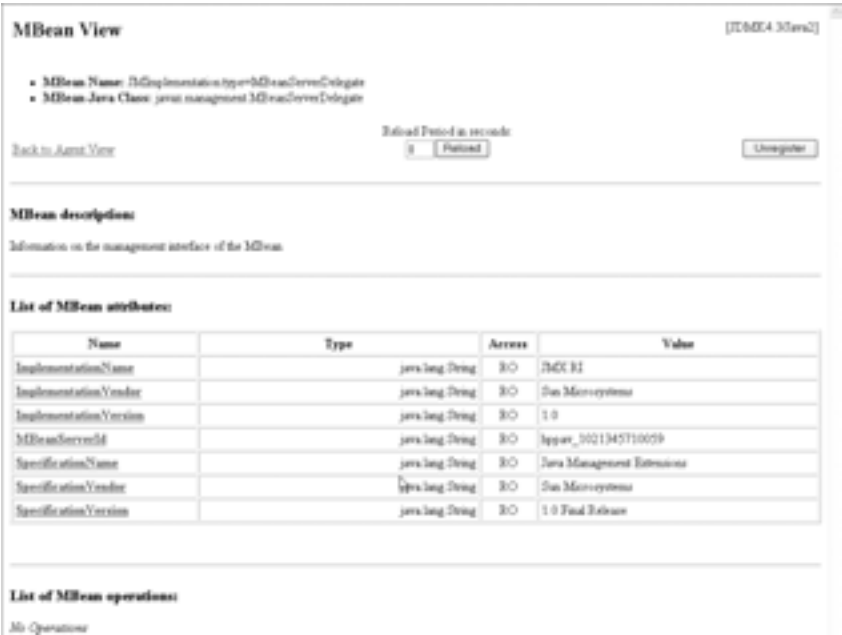 MBean View
[JDMK4.3/Java2]
• MBean Name: JMImplementation:type=MBeanServerDelegate
• MBean Java Class: javax.management.MBeanServerDelegate
Reload Period in seconds:
Back to Agent View
0 Reload
Unregister
MBean description:
Information on the management interface of the MBean
List of MBean attributes:
Name Type Access Value
ImplementationName java.lang.String RO JMX RI
ImplementationVendor java.lang.String RO Sun Microsystems
ImplementationVersion java.lang.String RO 1.0
MBeanServerId java.lang.String RO
SpecificationName java.lang.String RO Java Management Extensions
SpecificationVendor java.lang.String RO Sun Microsystems
SpecificationVersion java.lang.String RO 1.0 Final Release
List of MBean operations:
No Operations